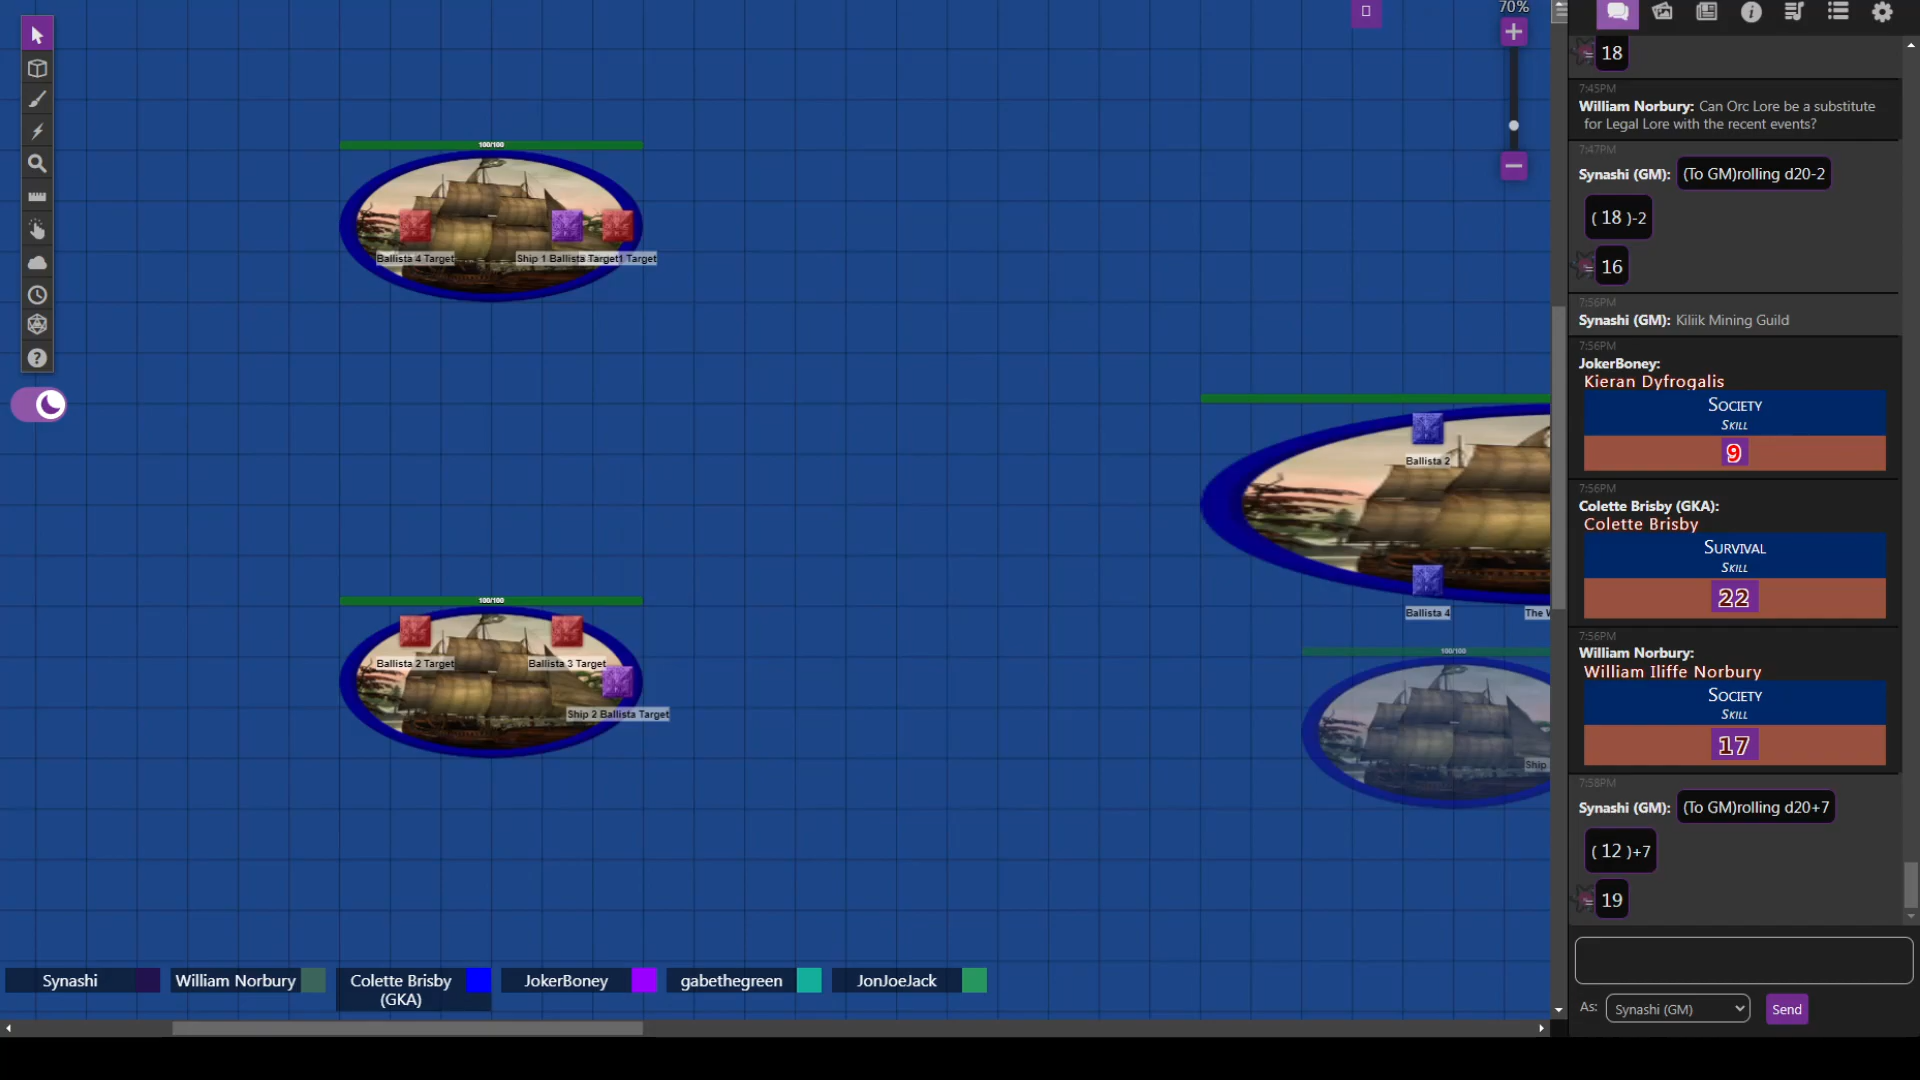 70%
100/100
Ballista 4 Target
Ship 1 Ballista Target
1 Target
Ballista 2
Ballista 4
The W
100/100
Ballista 2 Target
Ballista 3 Target
Ship 2 Ballista Target
100/100
Ship
Synashi
William Norbury
Colette Brisby
(GKA)
JokerBoney
gabethegreen
JonJoeJack
=
18
7:45PM
William Norbury: Can Orc Lore be a substitute
for Legal Lore with the recent events?
7:47PM
Synashi (GM): (To GM)rolling d20-2
( 18 )-2
=
16
7:56PM
Synashi (GM): Kiliik Mining Guild
7:56PM
JokerBoney:
Kieran Dyfrogalis
SOCIETY
SKILL
9
7:56PM
Colette Brisby (GKA):
Colette Brisby
SURVIVAL
SKILL
22
7:56PM
William Norbury:
William Iliffe Norbury
SOCIETY
SKILL
17
7:58PM
Synashi (GM): (To GM)rolling d20+7
( 12 )+7
=
19
As: Synashi (GM) Send